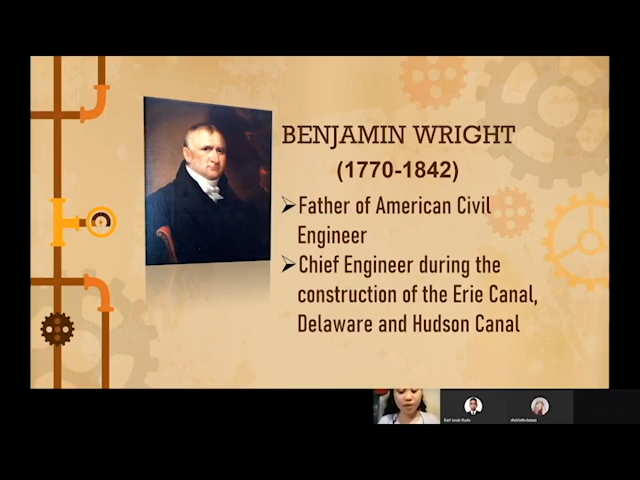 BENJAMIN WRIGHT
(1770-1842)
Father of American Civil
Engineer
Chief Engineer during the
construction of the Erie Canal,
Delaware and Hudson Canal